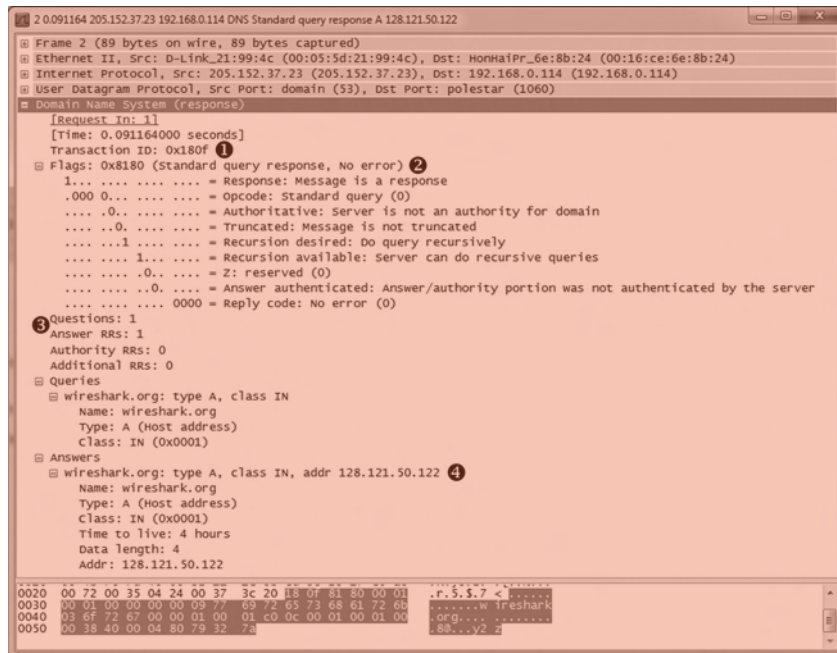 2 0.091164 205.152.37.23 192.168.0.114 DNS Standard query response A 128.121.50.122
Frame 2 (89 bytes on wire, 89 bytes captured)
Ethernet II, Src: D-Link_21:99:4c (00:05:5d:21:99:4c), Dst: HonHaiPr_6e:8b:24 (00:16:ce:6e:8b:24)
Internet Protocol, Src: 205.152.37.23 (205.152.37.23), Dst: 192.168.0.114 (192.168.0.114)
User Datagram Protocol, Src Port: domain (53), Dst Port: polestar (1060)
Domain Name System (response)
[Request In: 1]
[Time: 0.091164000 seconds]
Transaction ID: 0x180f 1
Flags: 0x8180 (Standard query response, No error) 2
1... .... .... .... = Response: Message is a response
.000 0... .... .... = Opcode: Standard query (0)
.... .0.. .... .... = Authoritative: Server is not an authority for domain
.... ..0. .... .... = Truncated: Message is not truncated
.... ...1 .... .... = Recursion desired: Do query recursively
.... .... 1... .... = Recursion available: Server can do recursive queries
.... .... .0.. .... = Z: reserved (0)
.... .... ..0. .... = Answer authenticated: Answer/authority portion was not authenticated by the server
.... .... .... 0000 = Reply code: No error (0)
3 Questions: 1
Answer RRs: 1
Authority RRs: 0
Additional RRs: 0
Queries
wireshark.org: type A, class IN
Name: wireshark.org
Type: A (Host address)
Class: IN (0x0001)
Answers
wireshark.org: type A, class IN, addr 128.121.50.122 4
Name: wireshark.org
Type: A (Host address)
Class: IN (0x0001)
Time to live: 4 hours
Data length: 4
Addr: 128.121.50.122
0020 00 72 00 35 04 24 00 37 3c 20 18 0f 81 80 00 01 .r.5.$.7 < ......
0030 00 01 00 00 00 00 09 77 69 72 65 73 68 61 72 6b .......w ireshark
0040 03 6f 72 67 00 00 01 00 01 c0 0c 00 01 00 01 00 .org.... ........
0050 00 38 40 00 04 80 79 32 7a .8@...y2 z